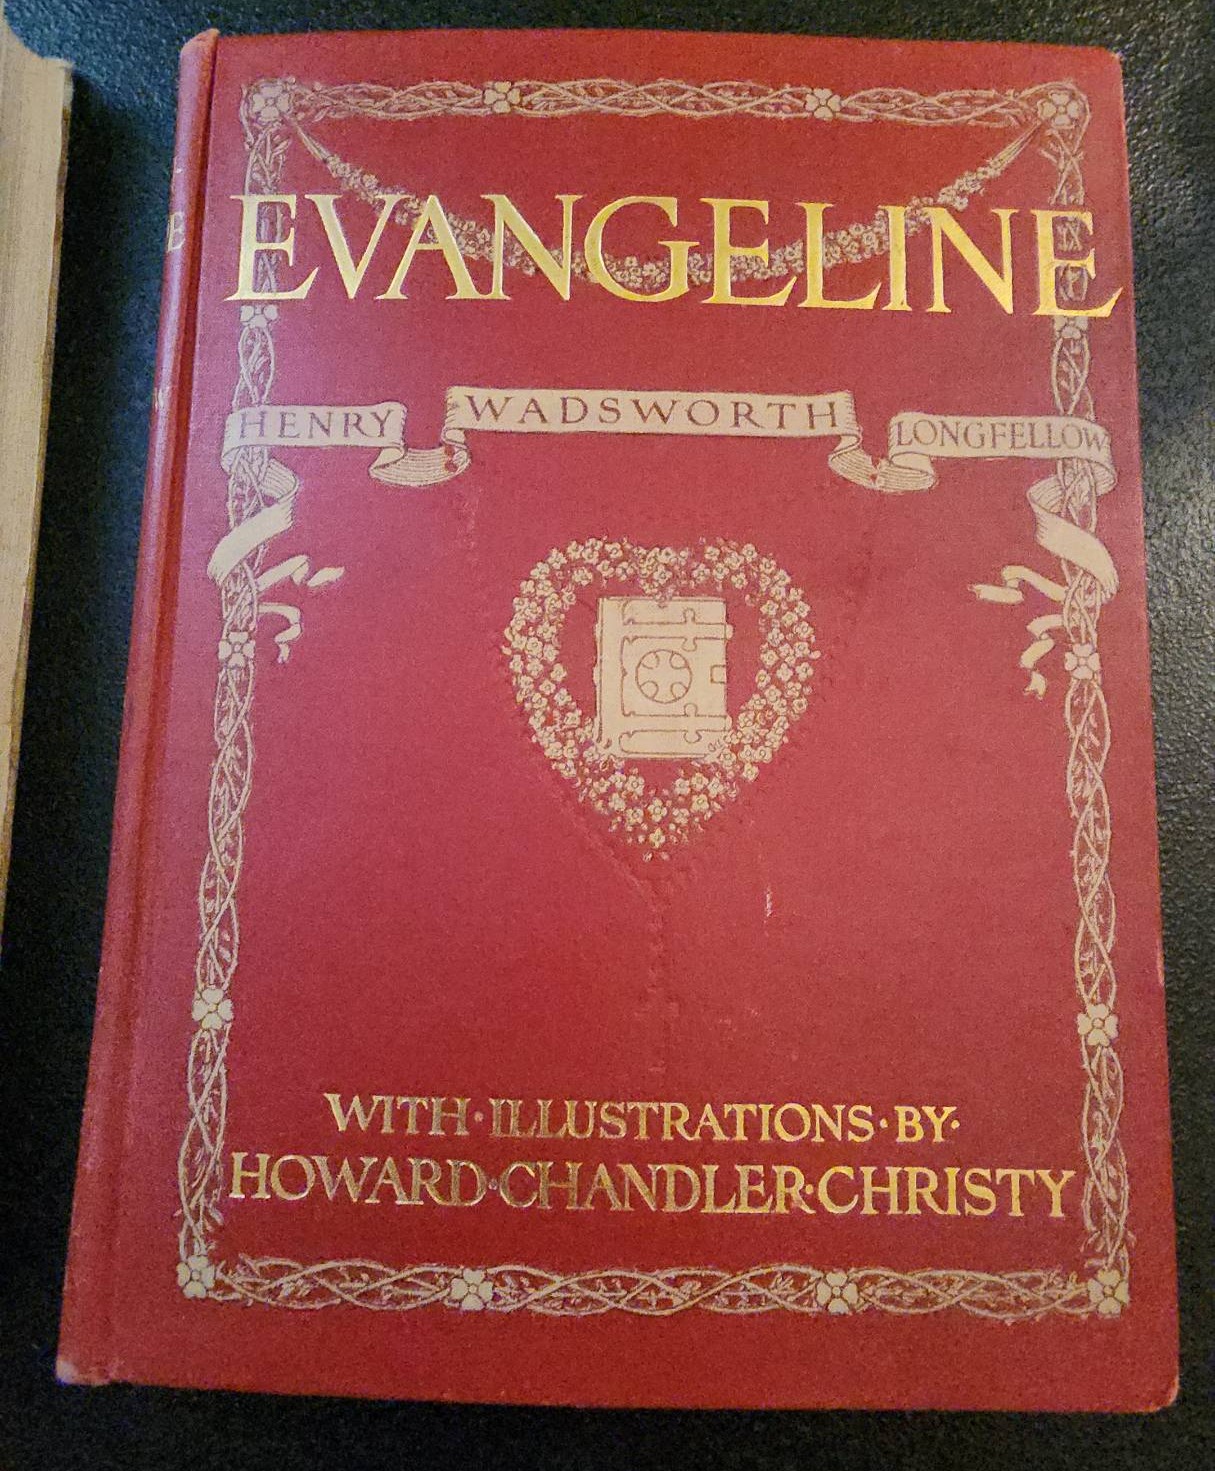 EVANGELINE
HENRY WADSWORTH LONGFELLOW
WITH·ILLUSTRATIONS·BY·
HOWARD·CHANDLER·CHRISTY